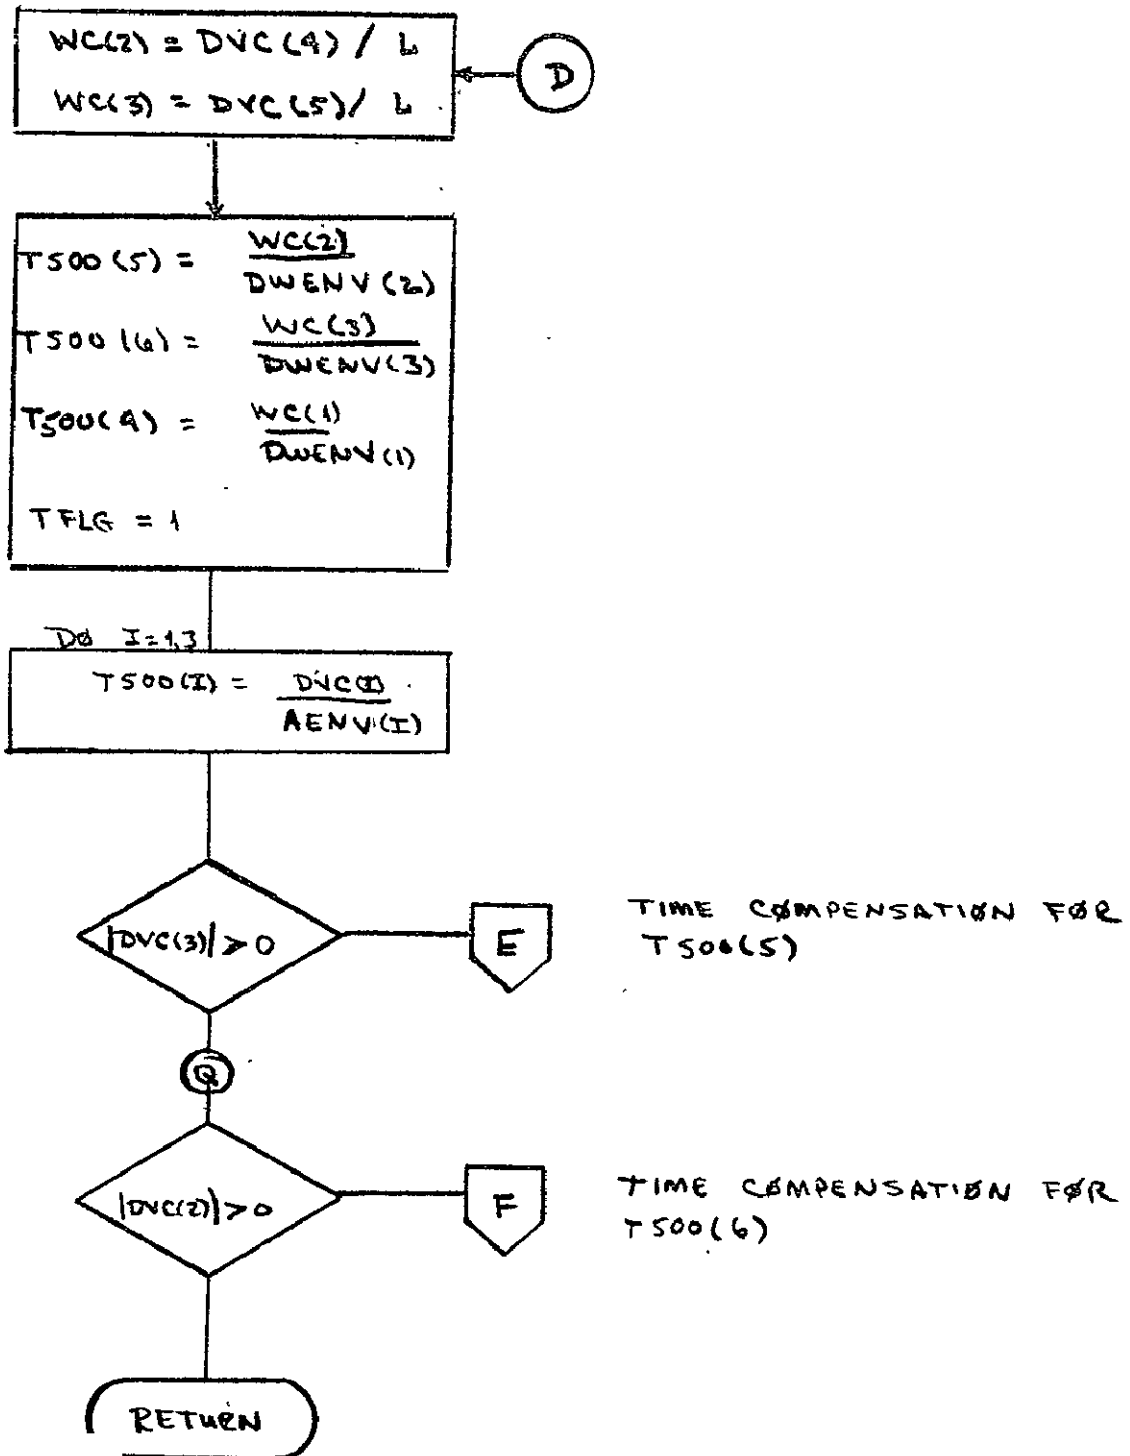 WC(2) = DVC(4) / L
D
WC(3) = DVC(5) / L
T500(5) = WC(2)
DWENV(2)
T500(6) = WC(3)
DWENV(3)
T500(4) = WC(1)
DWENV(1)
TFLG = 1
DØ I=1,3
T500(I) = DVC(I)
AENV(I)
|DVC(3)| > 0
E
TIME CØMPENSATIØN FØR
T500(5)
Q
|DVC(2)| > 0
F
TIME CØMPENSATIØN FØR
T500(6)
RETURN